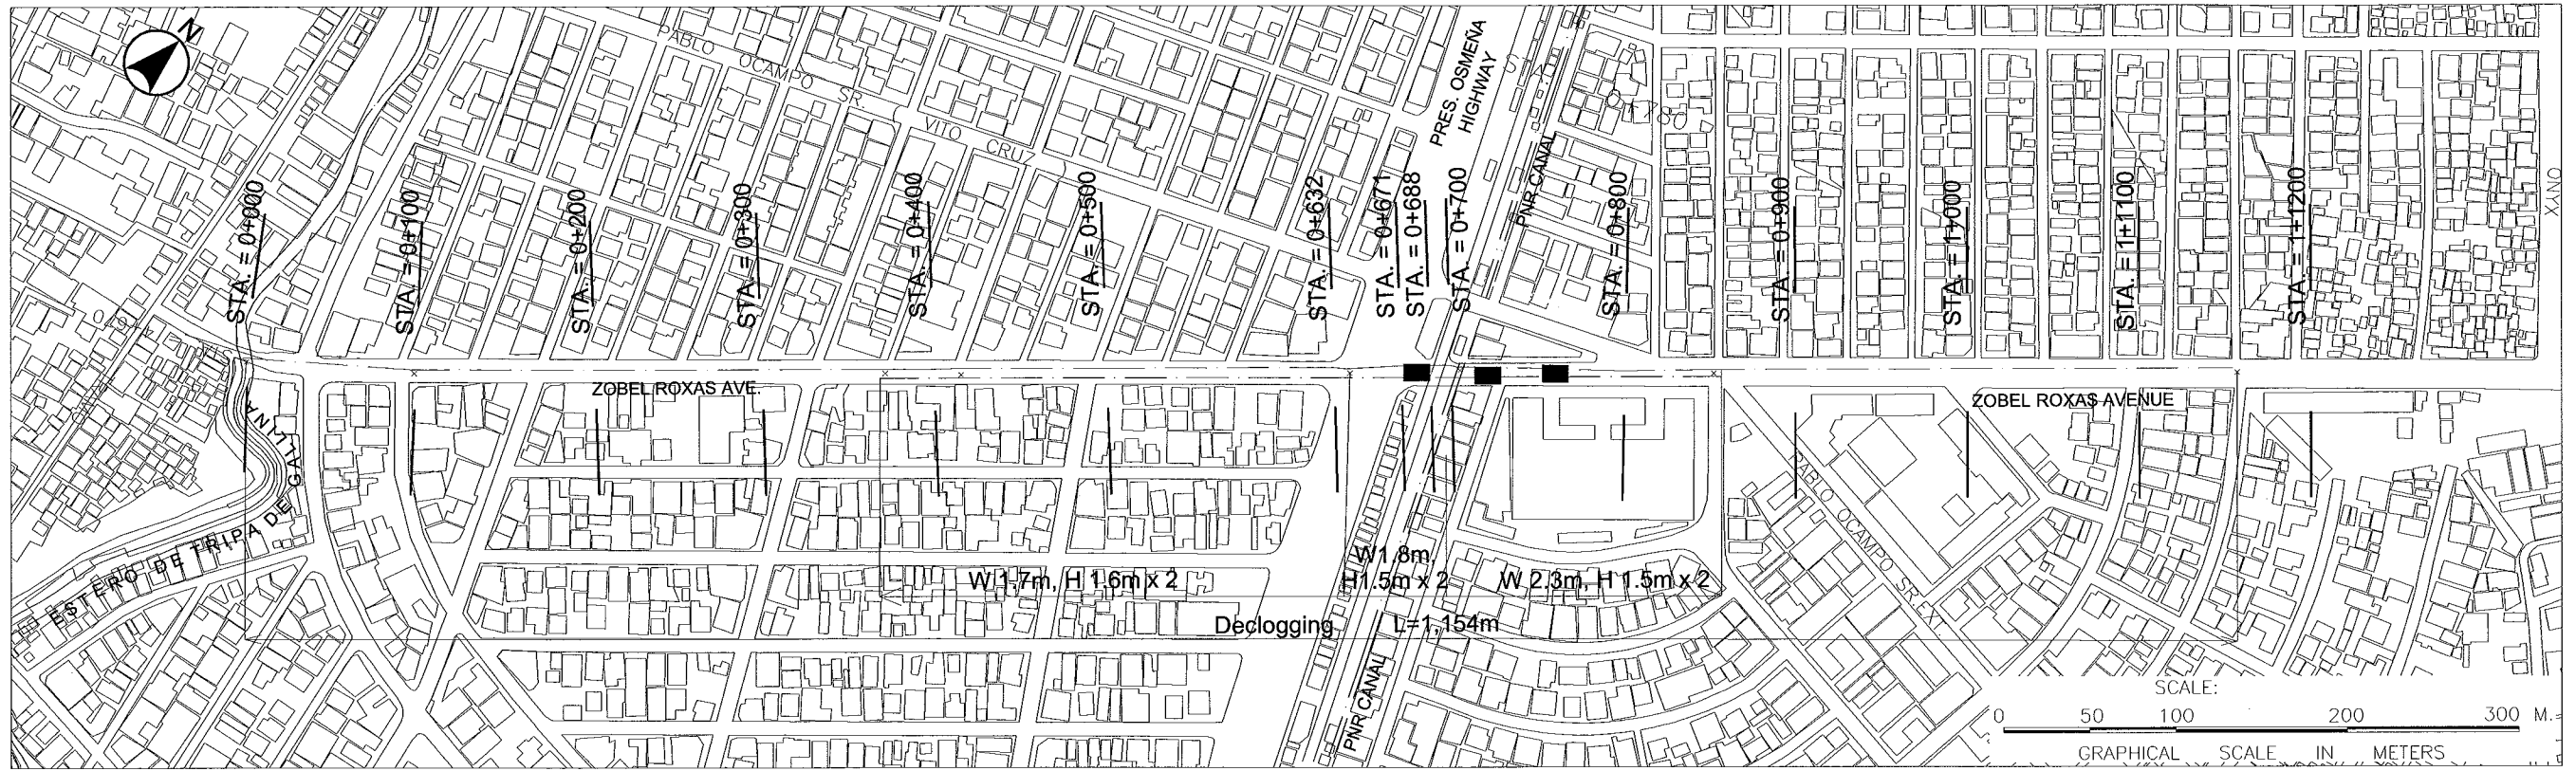 N
PABLO OCAMPO SR.
VITO CRUZ
PRES. OSMEÑA
HIGHWAY
PNR CANAL
ONYX
STA. = 0+000
STA. = 0+100
STA. = 0+200
STA. = 0+300
STA. = 0+400
STA. = 0+500
STA. = 0+632
STA. = 0+671
STA. = 0+688
STA. = 0+700
STA. = 0+800
STA. = 0+900
STA. = 1+000
STA. = 1+1100
STA. = 1+1200
ZOBEL ROXAS AVE.
ZOBEL ROXAS AVENUE
ESTERO DE TRIPA DE GALLINA
PABLO OCAMPO SR. EXT.
W 1.7m, H 1.6m x 2
W1.8m,
H1.5m x 2
W 2.3m, H 1.5m x 2
Declogging L=1,154m
PNR CANAL
SCALE:
0 50 100 200 300 M.
GRAPHICAL SCALE IN METERS